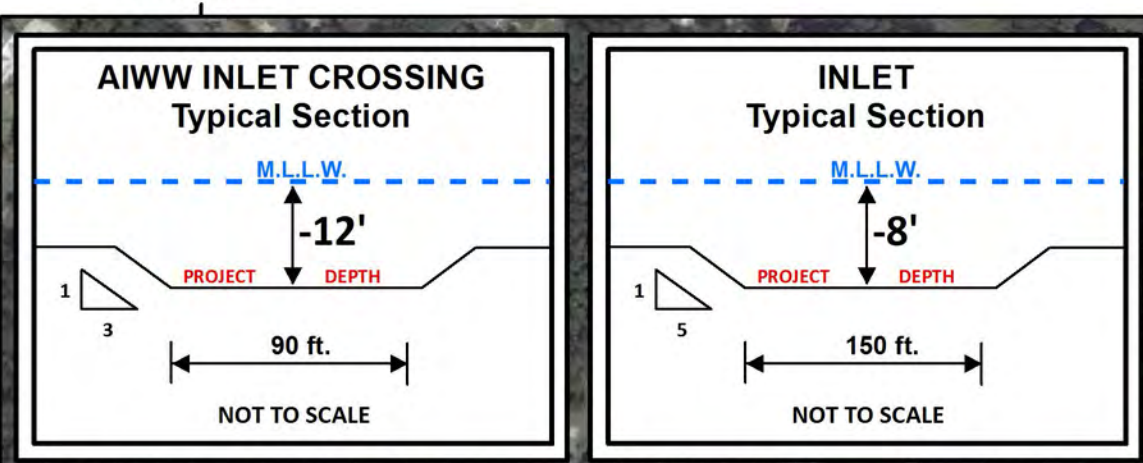 AIWW INLET CROSSING
Typical Section
M.L.L.W.
-12'
PROJECT DEPTH
1
3
90 ft.
NOT TO SCALE
INLET
Typical Section
M.L.L.W.
-8'
PROJECT DEPTH
1
5
150 ft.
NOT TO SCALE